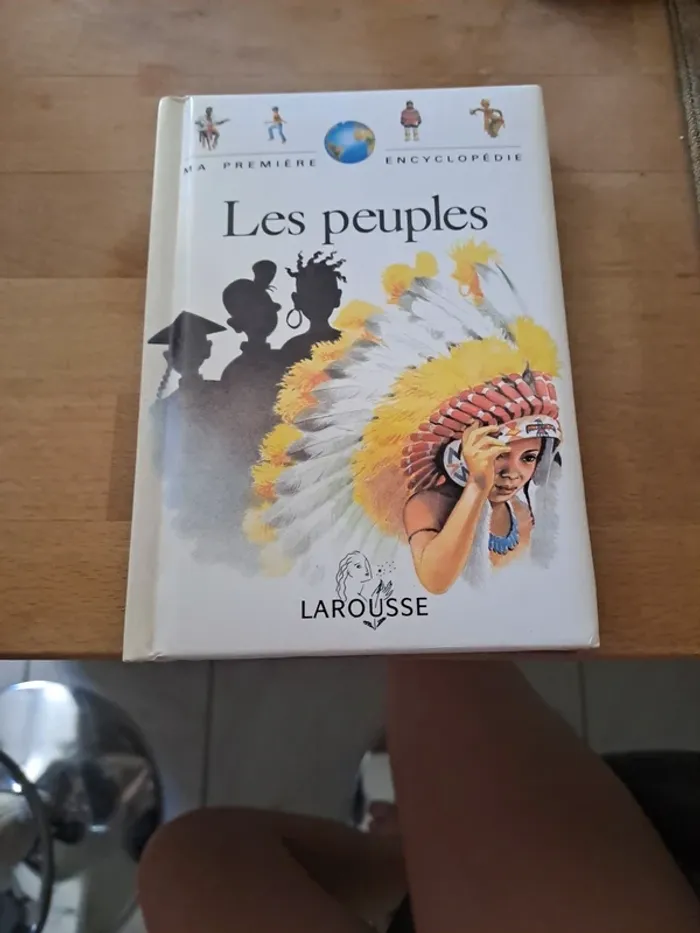 MA PREMIÈRE ENCYCLOPÉDIE
Les peuples
LAROUSSE